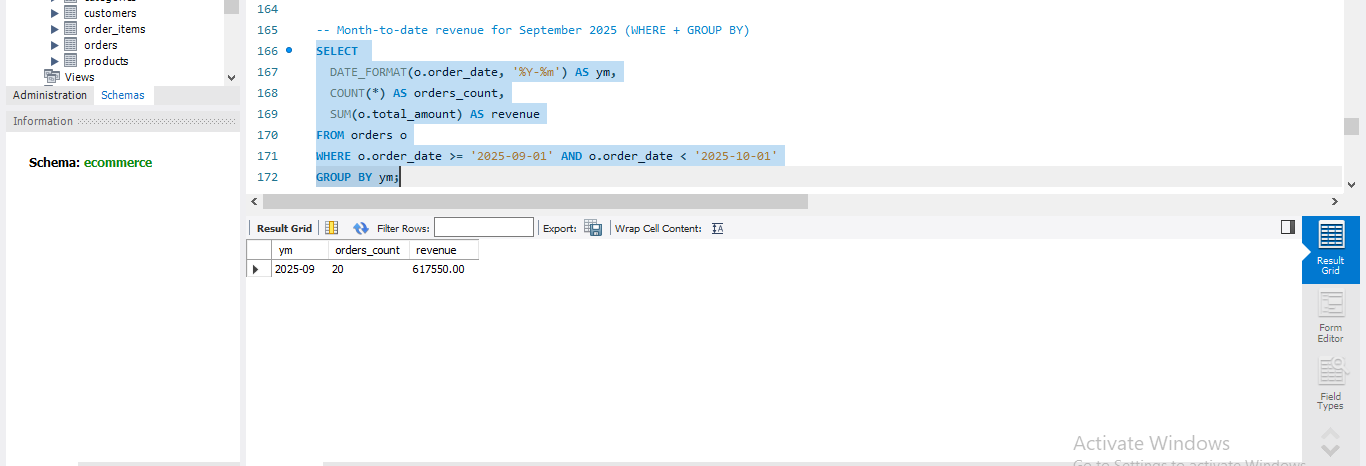 categories
customers
order_items
orders
products
Views
Administration Schemas
Information
Schema: ecommerce
164
165 -- Month-to-date revenue for September 2025 (WHERE + GROUP BY)
166 SELECT
167 DATE_FORMAT(o.order_date, '%Y-%m') AS ym,
168 COUNT(*) AS orders_count,
169 SUM(o.total_amount) AS revenue
170 FROM orders o
171 WHERE o.order_date >= '2025-09-01' AND o.order_date < '2025-10-01'
172 GROUP BY ym;
Result Grid Filter Rows: Export: Wrap Cell Content: IA
ym orders_count revenue
2025-09 20 617550.00
Result
Grid
Form
Editor
Field
Types
Activate Windows
Go to Settings to activate Windows.